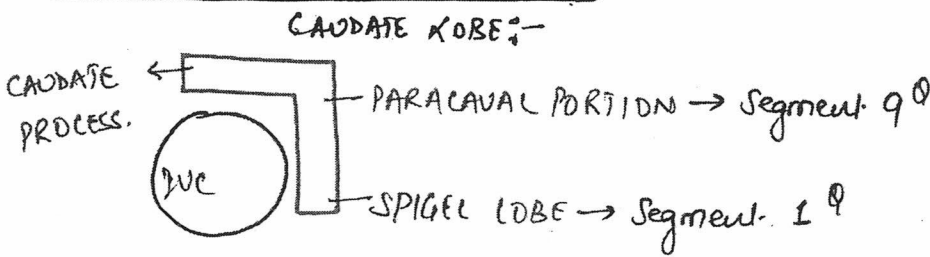 CAUDATE LOBE:-
CAUDATE
PROCESS.
PARACAVAL PORTION → Segment. 9 Q
IVC
SPIGEL LOBE → Segment. 1 Q